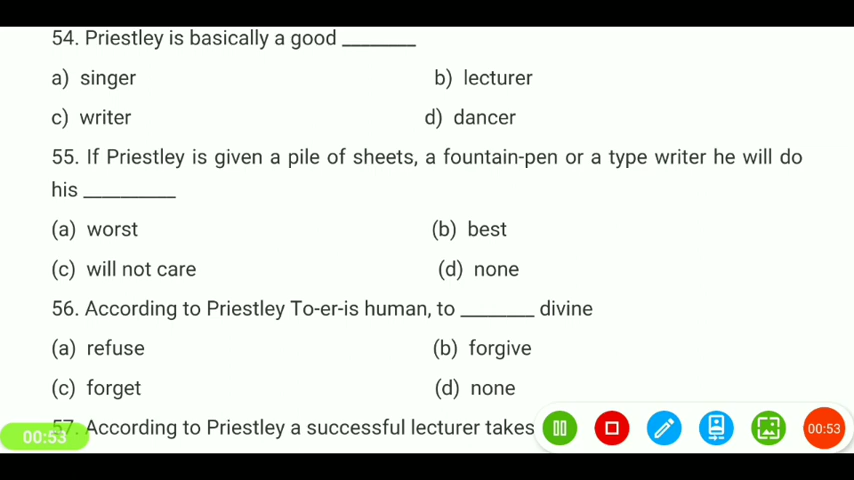 54. Priestley is basically a good ________
a) singer b) lecturer
c) writer d) dancer
55. If Priestley is given a pile of sheets, a fountain-pen or a type writer he will do
his __________
(a) worst (b) best
(c) will not care (d) none
56. According to Priestley To-er-is human, to ________ divine
(a) refuse (b) forgive
(c) forget (d) none
57. According to Priestley a successful lecturer takes
00:53
00:53